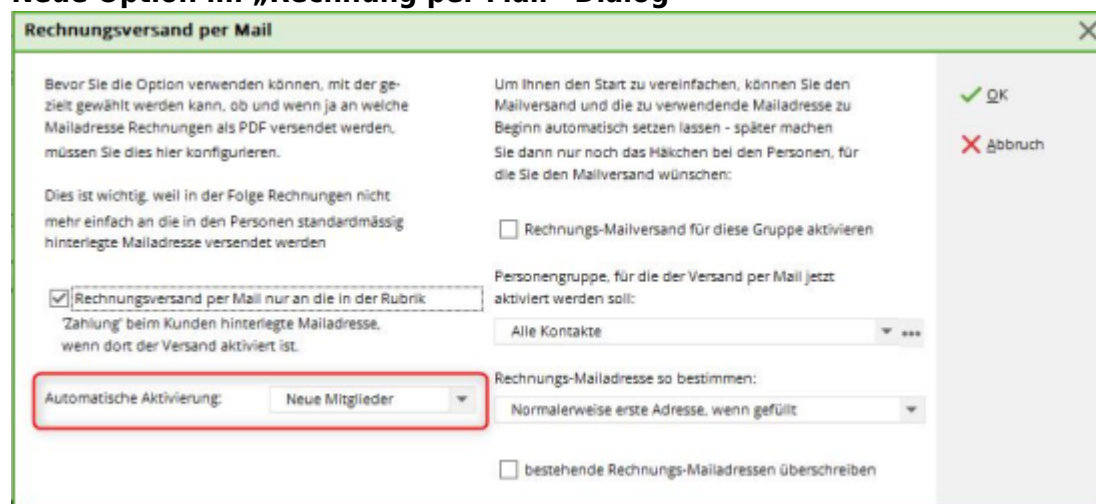 Neue Option im „Rechnung per Mail“ Dialog
Rechnungsversand per Mail
Bevor Sie die Option verwenden können, mit der ge-
zielt gewählt werden kann, ob und wenn ja an welche
Mailadresse Rechnungen als PDF versendet werden,
müssen Sie dies hier konfigurieren.
Dies ist wichtig, weil in der Folge Rechnungen nicht
mehr einfach an die in den Personen standardmässig
hinterlegte Mailadresse versendet werden
Rechnungsversand per Mail nur an die in der Rubrik
'Zahlung' beim Kunden hinterlegte Mailadresse,
wenn dort der Versand aktiviert ist.
Automatische Aktivierung: Neue Mitglieder
Um Ihnen den Start zu vereinfachen, können Sie den
Mailversand und die zu verwendende Mailadresse zu
Beginn automatisch setzen lassen - später machen
Sie dann nur noch das Häkchen bei den Personen, für
die Sie den Mailversand wünschen:
Rechnungs-Mailversand für diese Gruppe aktivieren
Personengruppe, für die der Versand per Mail jetzt
aktiviert werden soll:
Alle Kontakte
Rechnungs-Mailadresse so bestimmen:
Normalerweise erste Adresse, wenn gefüllt
bestehende Rechnungs-Mailadressen überschreiben
OK
Abbruch